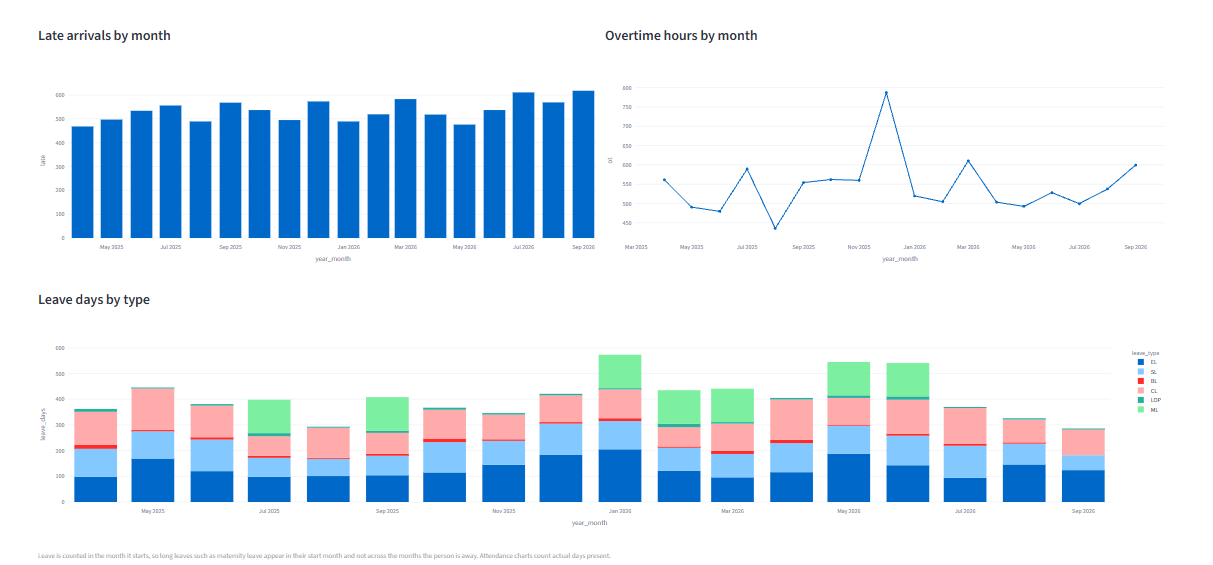 Late arrivals by month
600
500
400
300
200
100
0
late
May 2025 Jul 2025 Sep 2025 Nov 2025 Jan 2026 Mar 2026 May 2026 Jul 2026 Sep 2026
year_month
Overtime hours by month
800
750
700
650
600
550
500
450
ot
Mar 2025 May 2025 Jul 2025 Sep 2025 Nov 2025 Jan 2026 Mar 2026 May 2026 Jul 2026 Sep 2026
year_month
Leave days by type
600
500
400
300
200
100
0
leave_days
May 2025 Jul 2025 Sep 2025 Nov 2025 Jan 2026 Mar 2026 May 2026 Jul 2026 Sep 2026
year_month
leave_type
EL
SL
BL
CL
LOP
ML
Leave is counted in the month it starts, so long leaves such as maternity leave appear in their start month and not across the months the person is away. Attendance charts count actual days present.